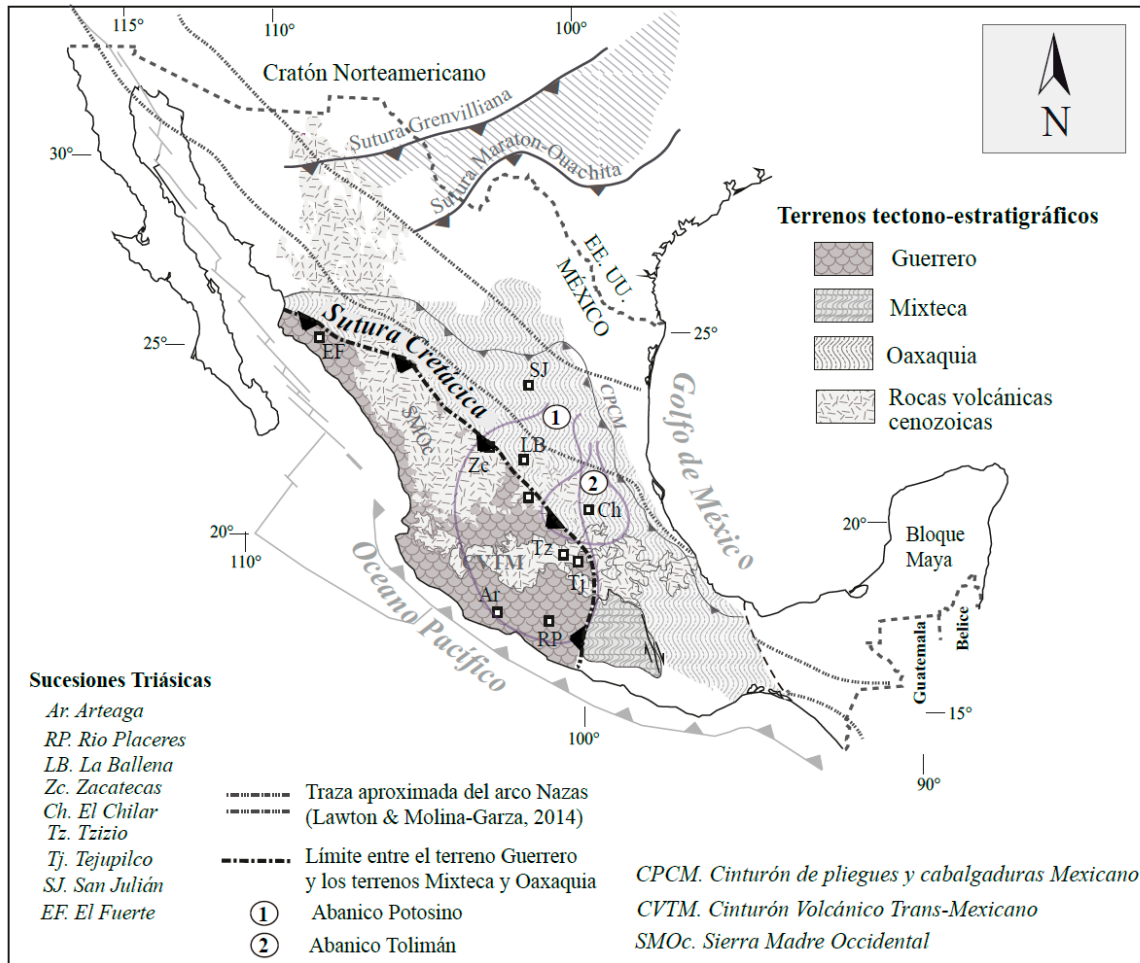 115°
110°
100°
Cratón Norteamericano
N
Sutura Grenvilliana
30°
Sutura Maraton-Ouachita
Terrenos tectono-estratigráficos
Guerrero
EE. UU.
MÉXICO
Mixteca
25°
25°
Sutura Cretácica
EF
Oaxaquia
SJ
CPCM
Golfo de México
Rocas volcánicas
cenozoicas
1
SMOc
LB
Zc
2
Ch
20°
110°
20°
Bloque
Maya
Tz
CVTM
Tj
Ar
RP
Oceano Pacífico
Guatemala
Belice
15°
100°
90°
Sucesiones Triásicas
Ar. Arteaga
RP. Rio Placeres
LB. La Ballena
Zc. Zacatecas
Ch. El Chilar
Tz. Tzizio
Tj. Tejupilco
SJ. San Julián
EF. El Fuerte
Traza aproximada del arco Nazas
(Lawton & Molina-Garza, 2014)
Límite entre el terreno Guerrero
y los terrenos Mixteca y Oaxaquia
1 Abanico Potosino
2 Abanico Tolimán
CPCM. Cinturón de pliegues y cabalgaduras Mexicano
CVTM. Cinturón Volcánico Trans-Mexicano
SMOc. Sierra Madre Occidental